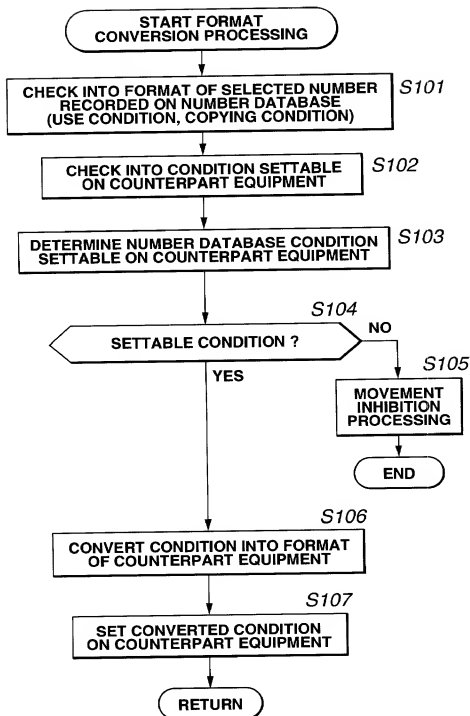 START FORMAT
CONVERSION PROCESSING
CHECK INTO FORMAT OF SELECTED NUMBER
RECORDED ON NUMBER DATABASE
(USE CONDITION, COPYING CONDITION)
S101
CHECK INTO CONDITION SETTABLE
ON COUNTERPART EQUIPMENT
S102
DETERMINE NUMBER DATABASE CONDITION
SETTABLE ON COUNTERPART EQUIPMENT
S103
S104
SETTABLE CONDITION ?
NO
YES
S105
MOVEMENT
INHIBITION
PROCESSING
END
S106
CONVERT CONDITION INTO FORMAT
OF COUNTERPART EQUIPMENT
S107
SET CONVERTED CONDITION
ON COUNTERPART EQUIPMENT
RETURN